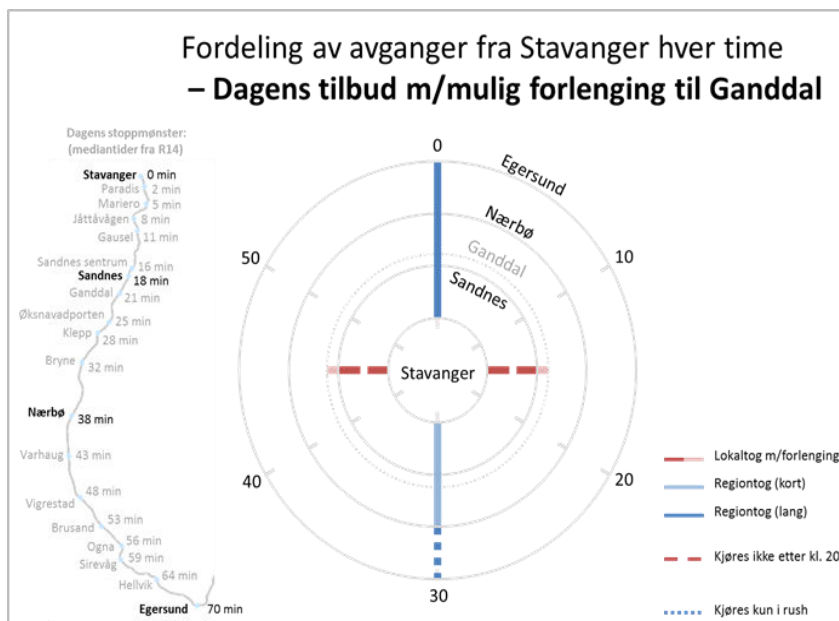 Fordeling av avganger fra Stavanger hver time
– Dagens tilbud m/mulig forlenging til Ganddal
Dagens stoppmønster:
(mediantider fra R14)
Stavanger 0 min
Paradis 2 min
Mariero 5 min
Jåttåvågen 8 min
Gausel 11 min
Sandnes sentrum 16 min
Sandnes 18 min
Ganddal 21 min
Øksnavadporten 25 min
Klepp 28 min
Bryne 32 min
Nærbø 38 min
Varhaug 43 min
Vigrestad 48 min
Brusand 53 min
Ogna 56 min
Sirevåg 59 min
Hellvik 64 min
Egersund 70 min
0
10
20
30
40
50
Egersund
Nærbø
Ganddal
Sandnes
Stavanger
Lokaltog m/forlenging
Regiontog (kort)
Regiontog (lang)
Kjøres ikke etter kl. 20
Kjøres kun i rush